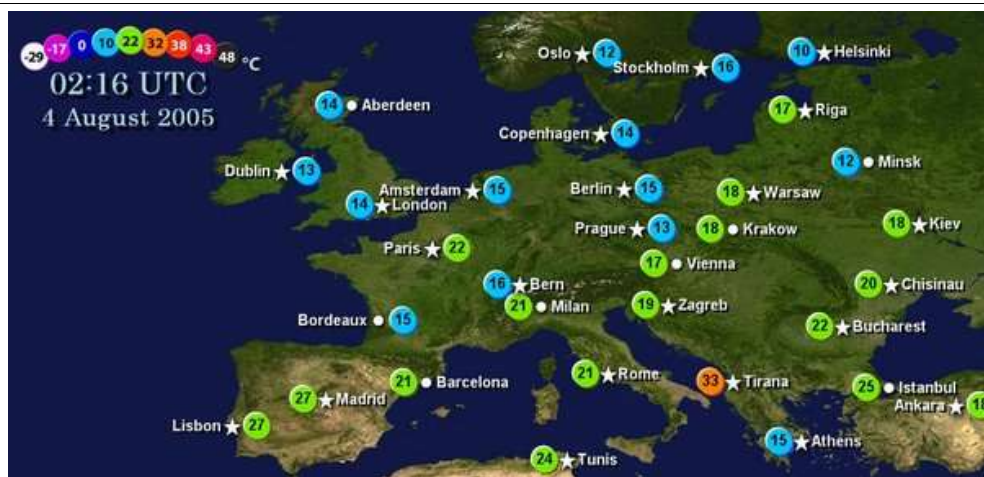 -29 -17 0 10 22 32 38 43 48 °C
02:16 UTC
4 August 2005
Oslo 12
10 Helsinki
Stockholm 16
14 Aberdeen
17 Riga
Copenhagen 14
12 Minsk
Dublin 13
Amsterdam 15
Berlin 15
18 Warsaw
14 London
18 Kiev
Prague 13
18 Krakow
Paris 22
17 Vienna
16 Bern
20 Chisinau
21 Milan
19 Zagreb
Bordeaux 15
22 Bucharest
21 Rome
33 Tirana
21 Barcelona
25 Istanbul
27 Madrid
Ankara
Lisbon 27
15 Athens
24 Tunis